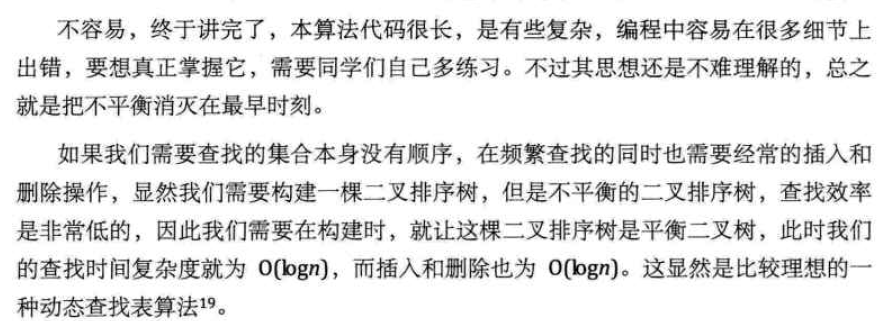 不容易，终于讲完了，本算法代码很长，是有些复杂，编程中容易在很多细节上
出错，要想真正掌握它，需要同学们自己多练习。不过其思想还是不难理解的，总之
就是把不平衡消灭在最早时刻。
如果我们需要查找的集合本身没有顺序，在频繁查找的同时也需要经常的插入和
删除操作，显然我们需要构建一棵二叉排序树，但是不平衡的二叉排序树，查找效率
是非常低的，因此我们需要在构建时，就让这棵二叉排序树是平衡二叉树，此时我们
的查找时间复杂度就为 O(logn)，而插入和删除也为 O(logn)。这显然是比较理想的一
种动态查找表算法¹⁹。